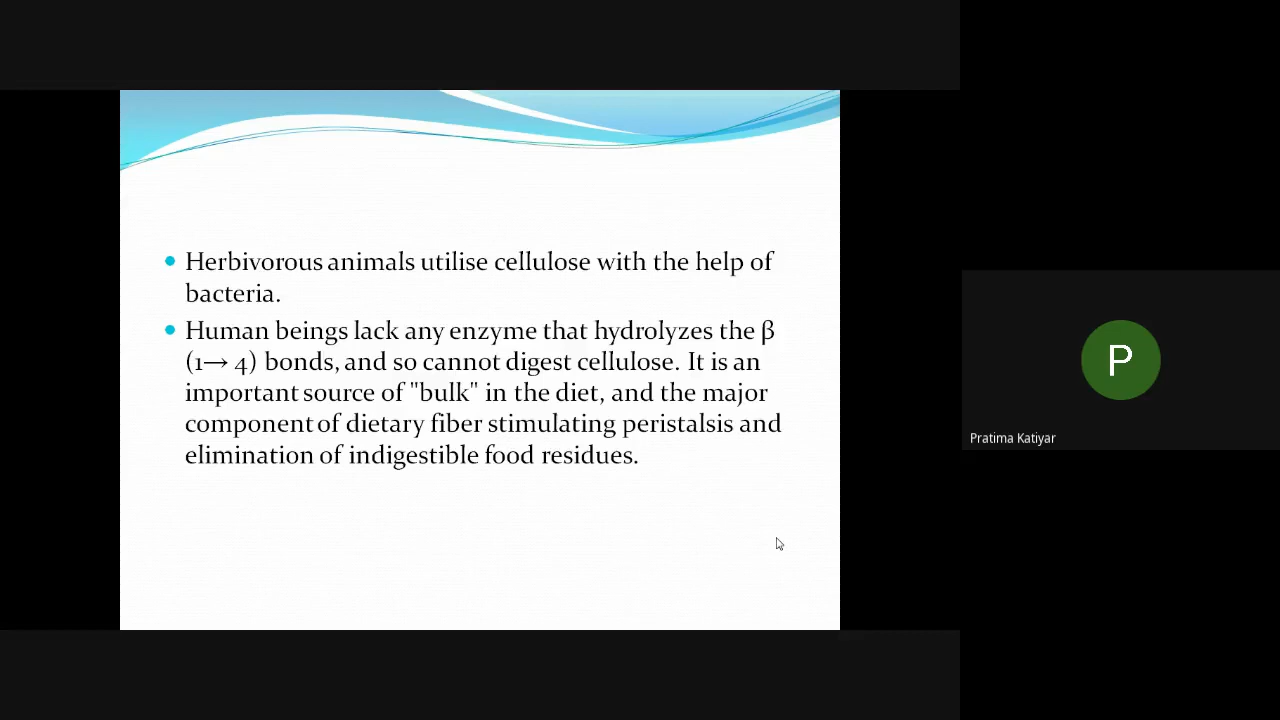 Herbivorous animals utilise cellulose with the help of
bacteria.
Human beings lack any enzyme that hydrolyzes the β
(1→ 4) bonds, and so cannot digest cellulose. It is an
important source of "bulk" in the diet, and the major
component of dietary fiber stimulating peristalsis and
elimination of indigestible food residues.
P
Pratima Katiyar